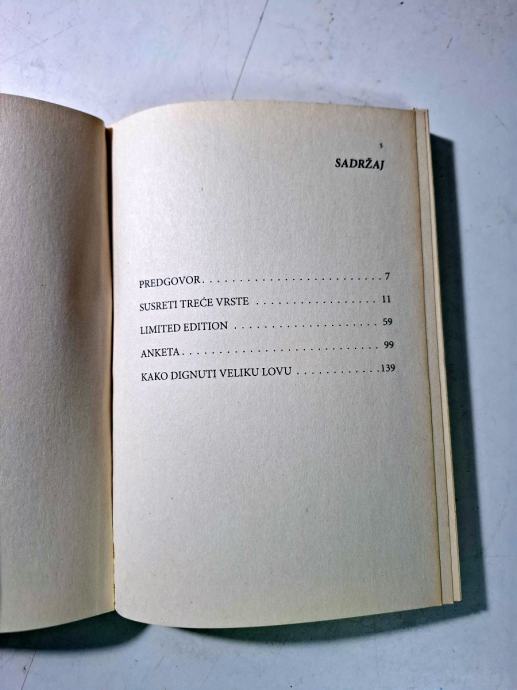 5
SADRŽAJ
PREDGOVOR. . . . . . . . . . . . . . . . . . . . . . . . . 7
SUSRETI TREĆE VRSTE . . . . . . . . . . . . . . . . . 11
LIMITED EDITION . . . . . . . . . . . . . . . . . . . . 59
ANKETA. . . . . . . . . . . . . . . . . . . . . . . . . . . 99
KAKO DIGNUTI VELIKU LOVU . . . . . . . . . . . .139